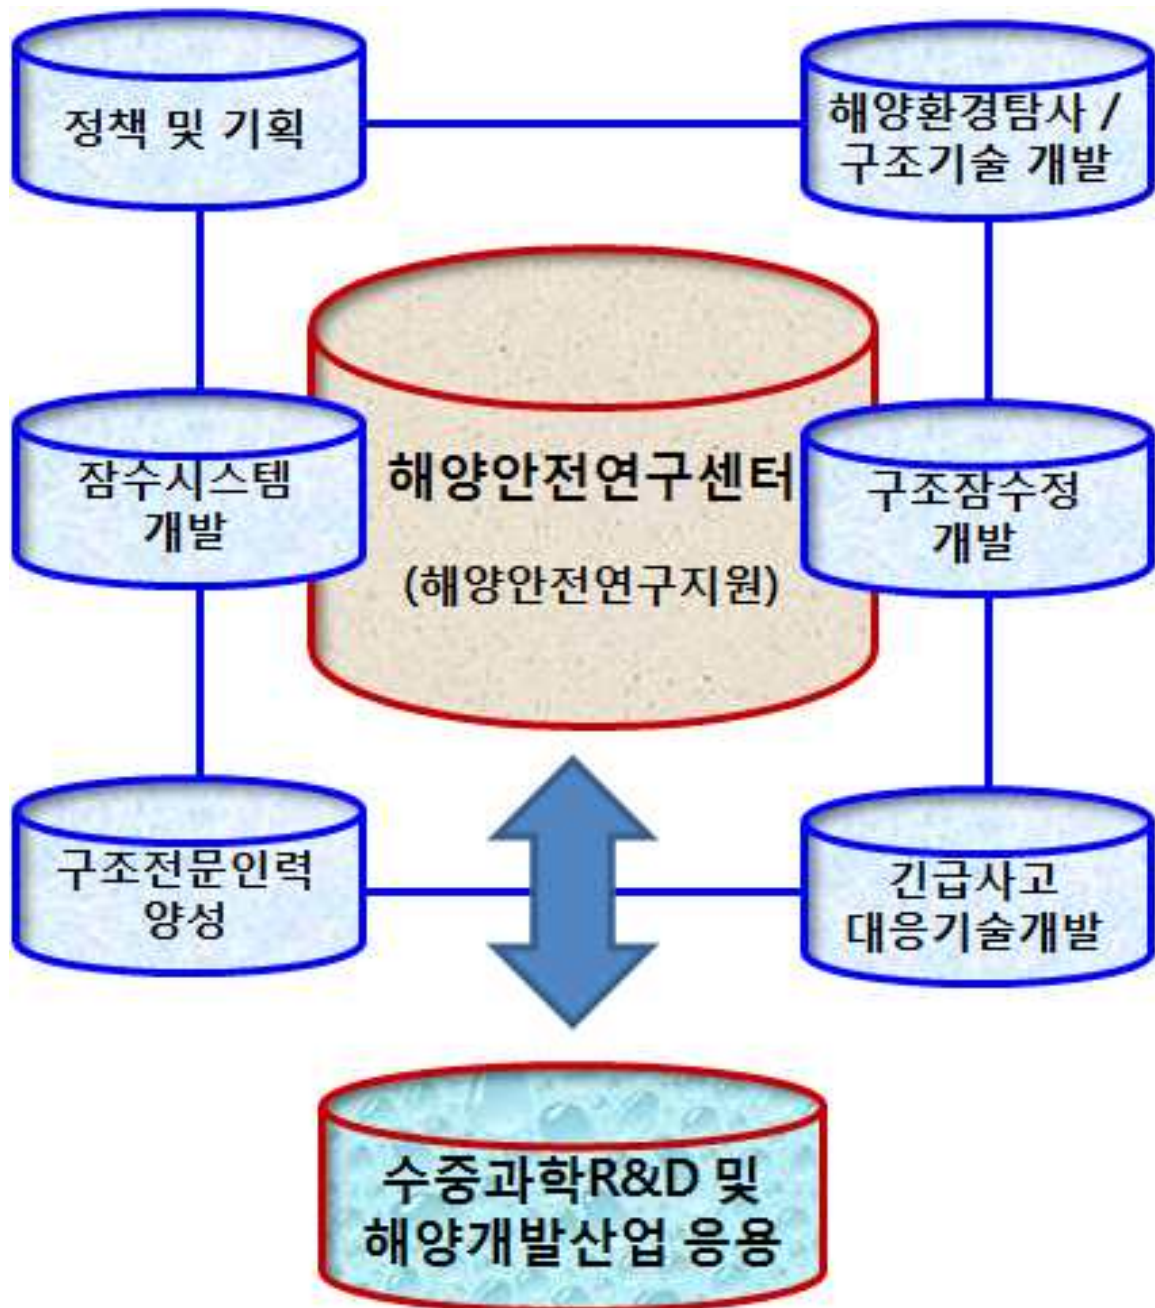 정책 및 기획
해양환경탐사 /
구조기술 개발
잠수시스템
개발
해양안전연구센터
(해양안전연구지원)
구조잠수정
개발
구조전문인력
양성
긴급사고
대응기술개발
수중과학R&D 및
해양개발산업 응용